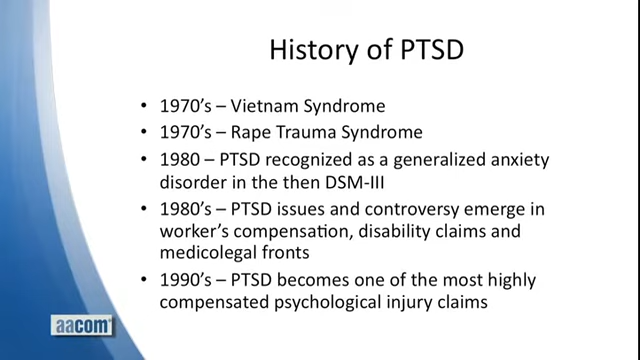 History of PTSD
• 1970's – Vietnam Syndrome
• 1970's – Rape Trauma Syndrome
• 1980 – PTSD recognized as a generalized anxiety
disorder in the then DSM-III
• 1980's – PTSD issues and controversy emerge in
worker's compensation, disability claims and
medicolegal fronts
• 1990's – PTSD becomes one of the most highly
compensated psychological injury claims
aacom®